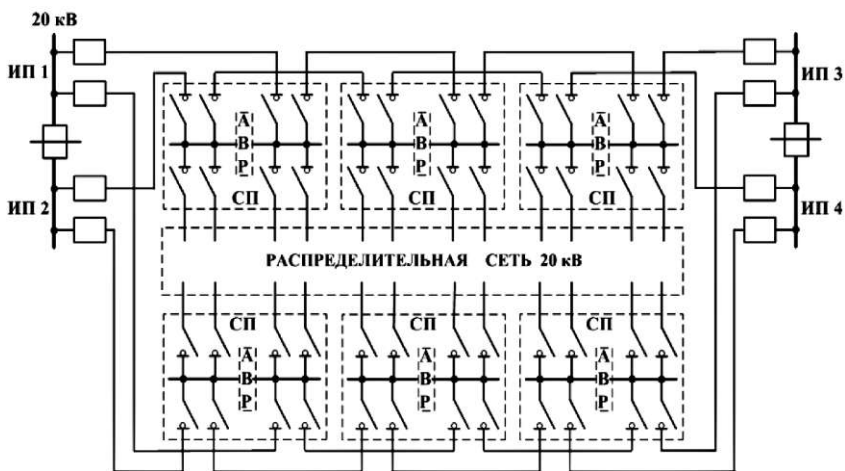 20 кВ
ИП 1
ИП 3
А
В
Р
СП
А
В
Р
СП
А
В
Р
СП
ИП 2
ИП 4
РАСПРЕДЕЛИТЕЛЬНАЯ СЕТЬ 20 кВ
СП
А
В
Р
СП
А
В
Р
СП
А
В
Р